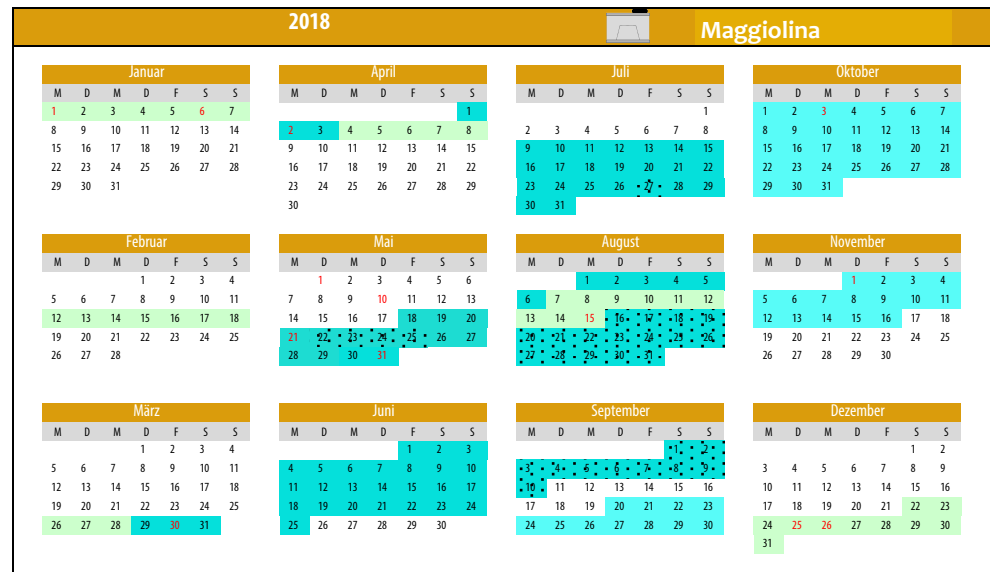 2018
Maggiolina
Januar
M D M D F S S
1 2 3 4 5 6 7
8 9 10 11 12 13 14
15 16 17 18 19 20 21
22 23 24 25 26 27 28
29 30 31
April
M D M D F S S
1
2 3 4 5 6 7 8
9 10 11 12 13 14 15
16 17 18 19 20 21 22
23 24 25 26 27 28 29
30
Juli
M D M D F S S
1
2 3 4 5 6 7 8
9 10 11 12 13 14 15
16 17 18 19 20 21 22
23 24 25 26 27 28 29
30 31
Oktober
M D M D F S S
1 2 3 4 5 6 7
8 9 10 11 12 13 14
15 16 17 18 19 20 21
22 23 24 25 26 27 28
29 30 31
Februar
M D M D F S S
1 2 3 4
5 6 7 8 9 10 11
12 13 14 15 16 17 18
19 20 21 22 23 24 25
26 27 28
Mai
M D M D F S S
1 2 3 4 5 6
7 8 9 10 11 12 13
14 15 16 17 18 19 20
21 22 23 24 25 26 27
28 29 30 31
August
M D M D F S S
1 2 3 4 5
6 7 8 9 10 11 12
13 14 15 16 17 18 19
20 21 22 23 24 25 26
27 28 29 30 31
November
M D M D F S S
1 2 3 4
5 6 7 8 9 10 11
12 13 14 15 16 17 18
19 20 21 22 23 24 25
26 27 28 29 30
März
M D M D F S S
1 2 3 4
5 6 7 8 9 10 11
12 13 14 15 16 17 18
19 20 21 22 23 24 25
26 27 28 29 30 31
Juni
M D M D F S S
1 2 3
4 5 6 7 8 9 10
11 12 13 14 15 16 17
18 19 20 21 22 23 24
25 26 27 28 29 30
September
M D M D F S S
1 2
3 4 5 6 7 8 9
10 11 12 13 14 15 16
17 18 19 20 21 22 23
24 25 26 27 28 29 30
Dezember
M D M D F S S
1 2
3 4 5 6 7 8 9
10 11 12 13 14 15 16
17 18 19 20 21 22 23
24 25 26 27 28 29 30
31